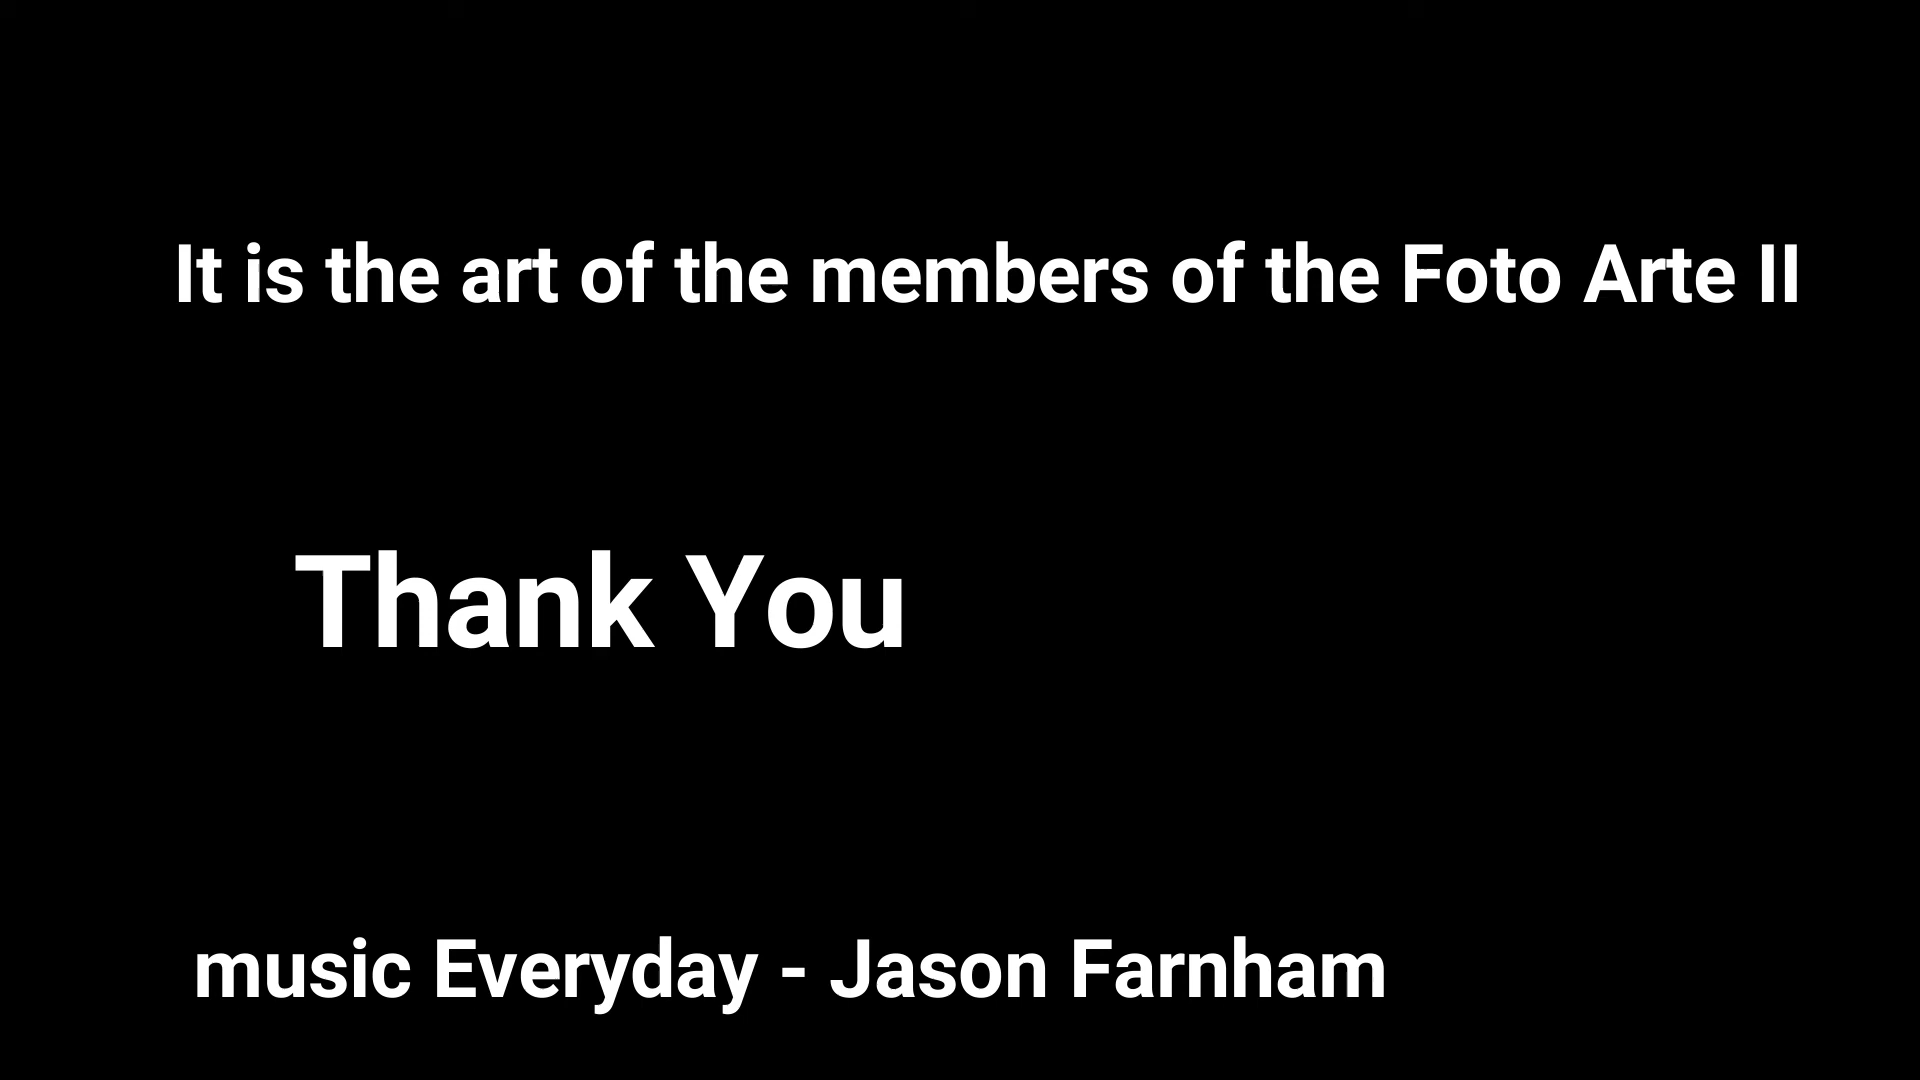 It is the art of the members of the Foto Arte II
Thank You
music Everyday - Jason Farnham